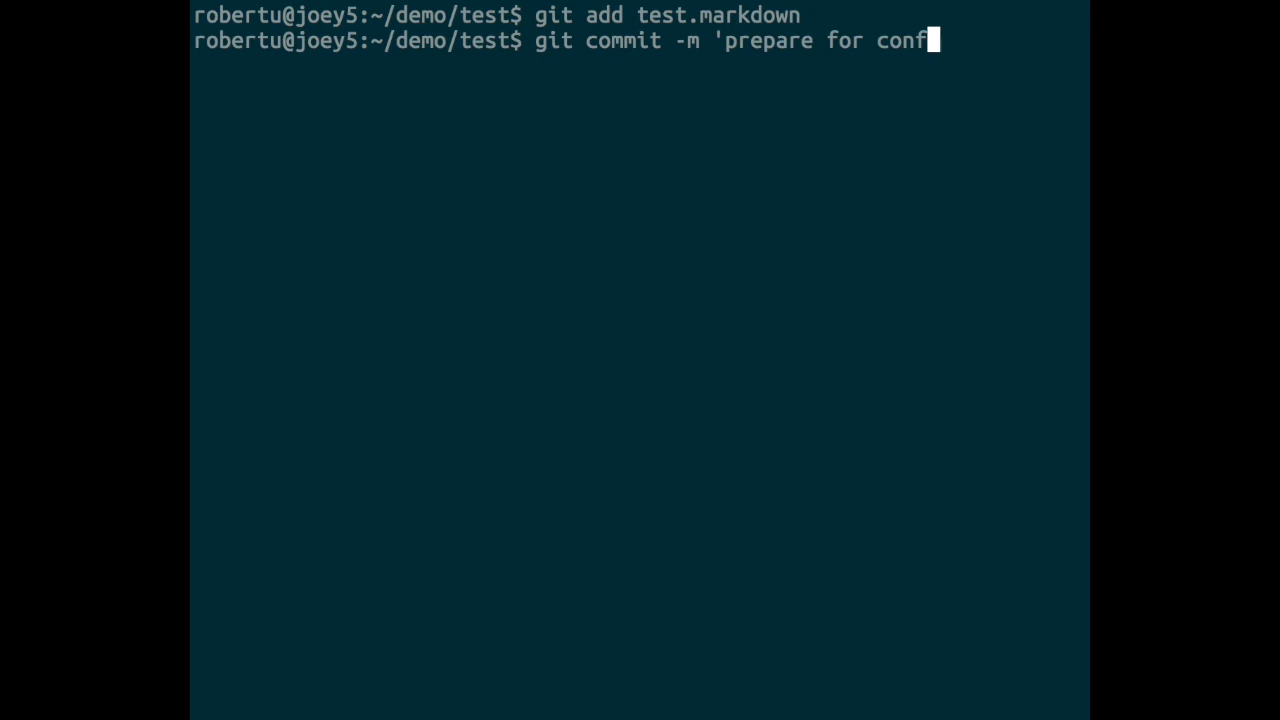 robertu@joey5:~/demo/test$ git add test.markdown
robertu@joey5:~/demo/test$ git commit -m 'prepare for conf